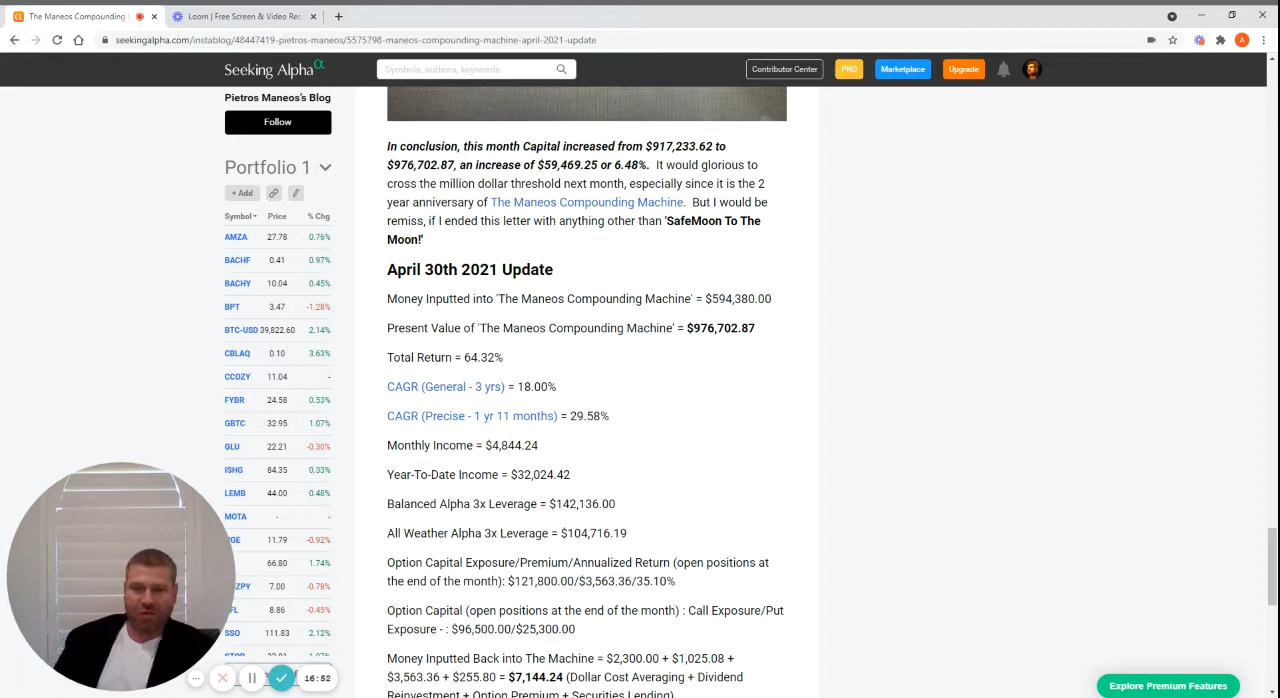 The Maneos Compounding
Loom | Free Screen & Video Rec
seekingalpha.com/instablog/48447419-pietros-maneos/5575798-maneos-compounding-machine-april-2021-update
A
Seeking Alpha α
Symbols, authors, keywords
Contributor Center
PRO
Marketplace
Upgrade
Pietros Maneos's Blog
Follow
Portfolio 1
+ Add
Symbol Price % Chg
AMZA 27.78 0.76%
BACHF 0.41 0.97%
BACHY 10.04 0.45%
BPT 3.47 -1.28%
BTC-USD 39,822.60 2.14%
CBLAQ 0.10 3.63%
CCOZY 11.04 -
FYBR 24.58 0.53%
GBTC 32.95 1.07%
GLU 22.21 -0.30%
ISHG 84.35 0.33%
LEMB 44.00 0.48%
MOTA - -
11.79 -0.92%
66.80 1.74%
7.00 -0.78%
8.86 -0.45%
SSO 111.83 2.12%
In conclusion, this month Capital increased from $917,233.62 to
$976,702.87, an increase of $59,469.25 or 6.48%. It would glorious to
cross the million dollar threshold next month, especially since it is the 2
year anniversary of The Maneos Compounding Machine. But I would be
remiss, if I ended this letter with anything other than 'SafeMoon To The
Moon!'
April 30th 2021 Update
Money Inputted into 'The Maneos Compounding Machine' = $594,380.00
Present Value of 'The Maneos Compounding Machine' = $976,702.87
Total Return = 64.32%
CAGR (General - 3 yrs) = 18.00%
CAGR (Precise - 1 yr 11 months) = 29.58%
Monthly Income = $4,844.24
Year-To-Date Income = $32,024.42
Balanced Alpha 3x Leverage = $142,136.00
All Weather Alpha 3x Leverage = $104,716.19
Option Capital Exposure/Premium/Annualized Return (open positions at
the end of the month): $121,800.00/$3,563.36/35.10%
Option Capital (open positions at the end of the month) : Call Exposure/Put
Exposure - : $96,500.00/$25,300.00
Money Inputted Back into The Machine = $2,300.00 + $1,025.08 +
$3,563.36 + $255.80 = $7,144.24 (Dollar Cost Averaging + Dividend
Reinvestment + Option Premium + Securities Lending)
16:52
Explore Premium Features